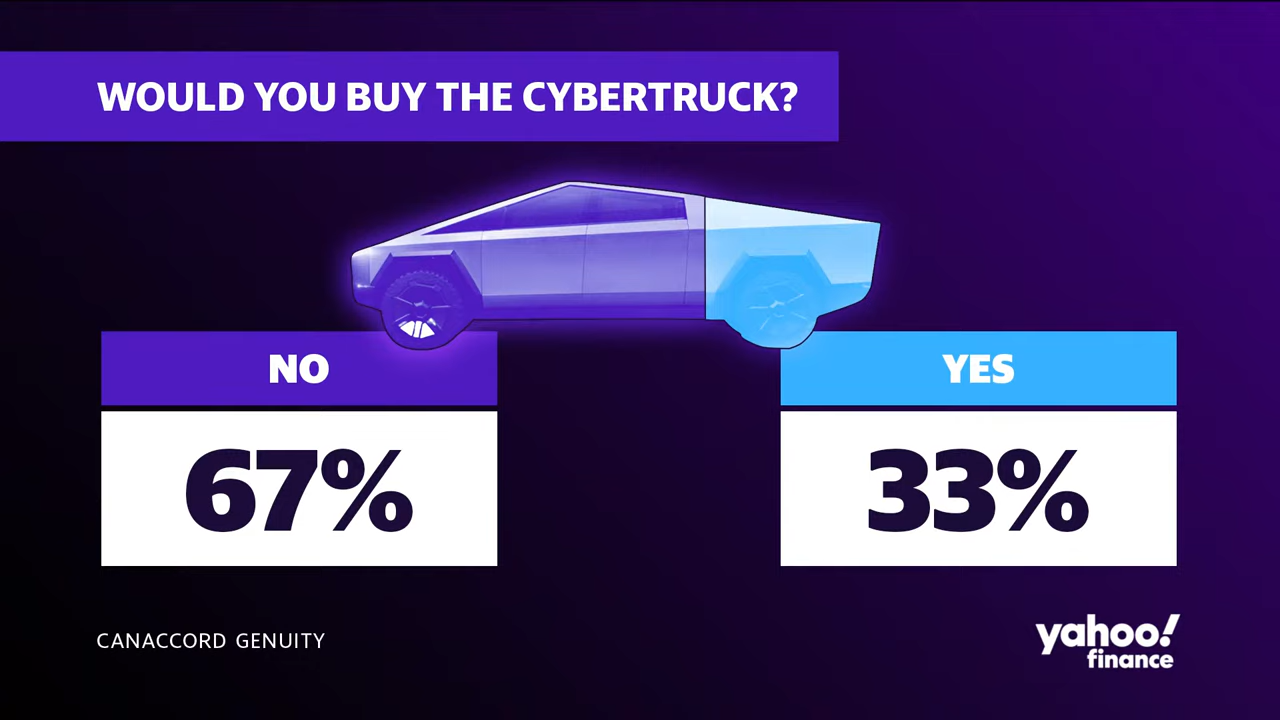 WOULD YOU BUY THE CYBERTRUCK?
NO
YES
67%
33%
CANACCORD GENUITY
yahoo!
finance